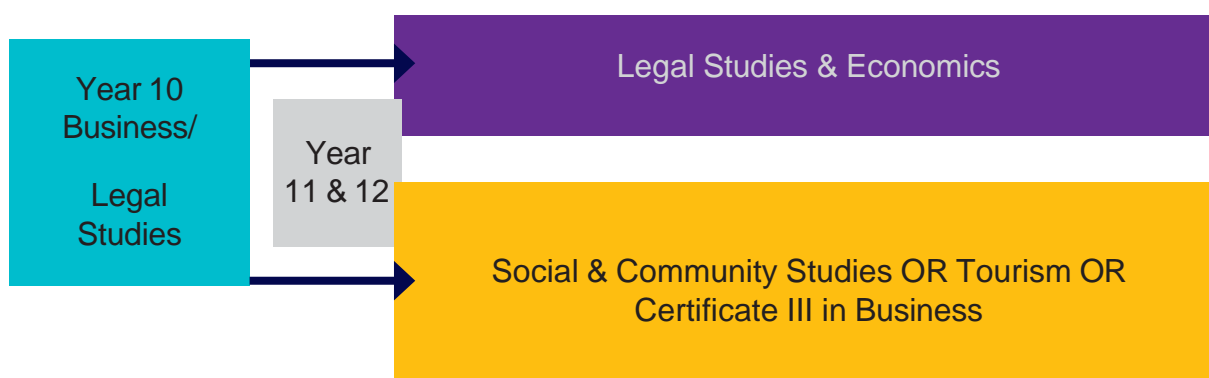 Year 10
Business/
Legal
Studies
Year
11 & 12
Legal Studies & Economics
Social & Community Studies OR Tourism OR
Certificate III in Business